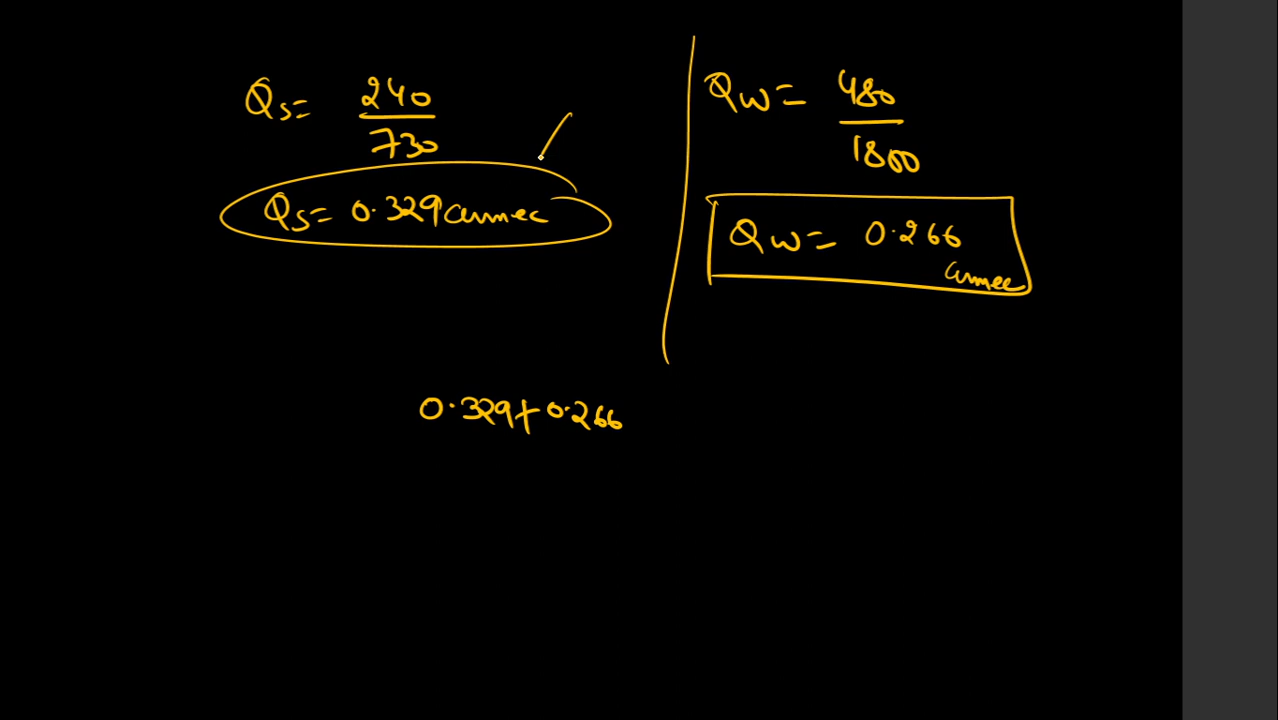 Qs= 240/730
Qs= 0.329 cumec
Qw= 480/1800
Qw= 0.266
cumec
0.329+0.266